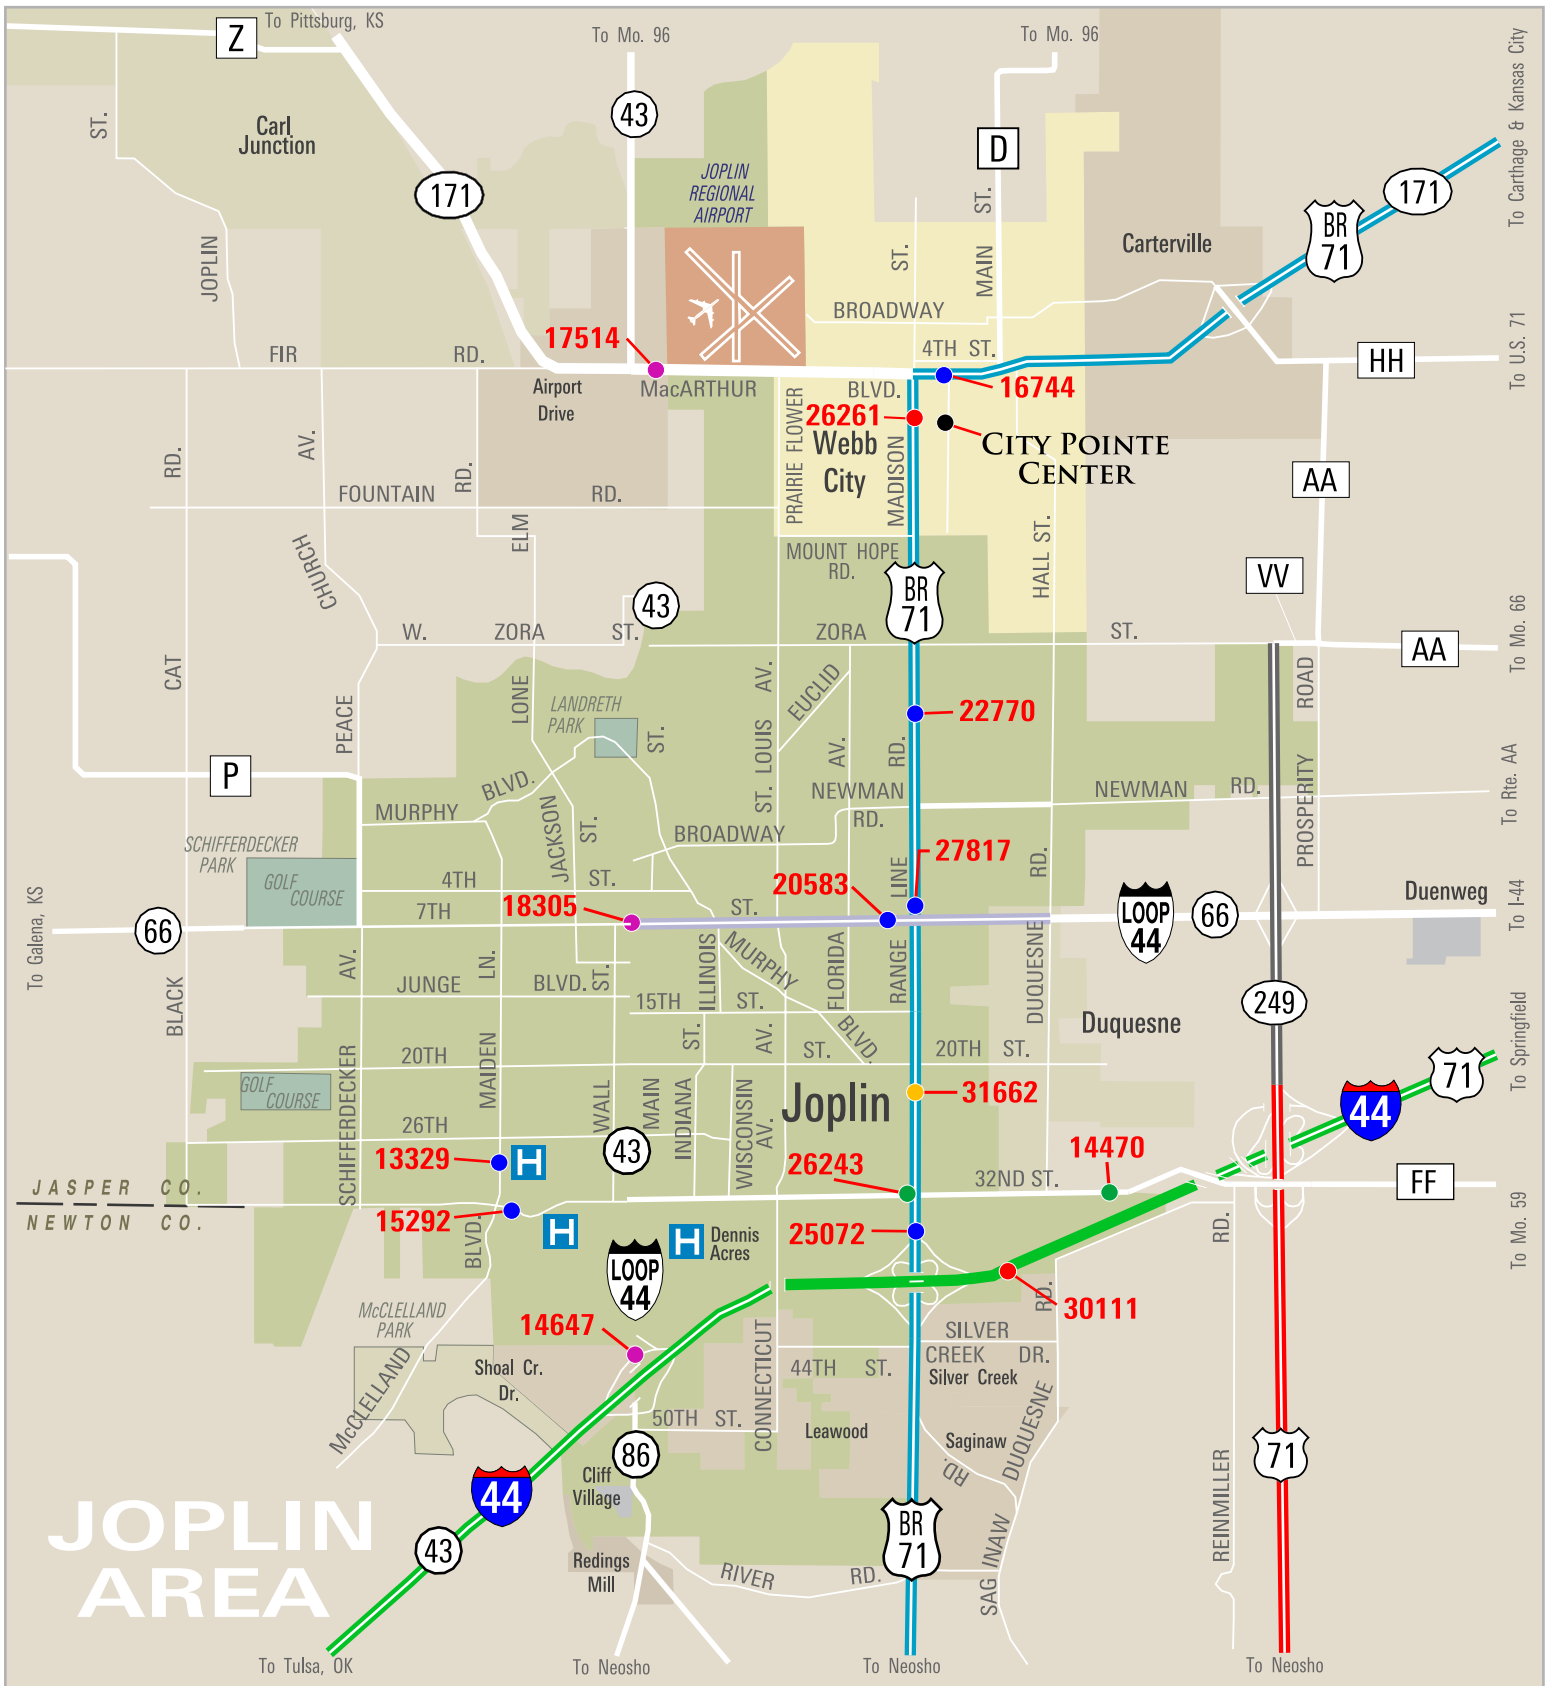 To Pittsburg, KS
To Mo. 96
To Mo. 96
To Carthage & Kansas City
Z
43
D
Carl
Junction
ST.
171
JOPLIN
REGIONAL
AIRPORT
ST.
MAIN
ST.
Carterville
BR
71
171
JOPLIN
BROADWAY
17514
4TH ST.
FIR
RD.
HH
To U.S. 71
Airport
Drive
MacARTHUR
BLVD.
16744
26261
PRAIRIE FLOWER
Webb
City
MADISON
CITY POINTE
CENTER
RD.
AV.
RD.
FOUNTAIN
RD.
AA
ELM
CHURCH
MOUNT HOPE
RD.
HALL ST.
VV
43
BR
71
W.
ZORA
ST.
ZORA
ST.
AA
To Mo. 66
CAT
PEACE
LONE
LANDRETH
PARK
ST.
AV.
EUCLID
ROAD
22770
P
BLVD.
ST. LOUIS
AV.
RD.
MURPHY
NEWMAN
RD.
NEWMAN
RD.
To Rte. AA
JACKSON
ST.
BROADWAY
PROSPERITY
SCHIFFERDECKER
PARK
27817
GOLF
COURSE
4TH
ST.
20583
LINE
RD.
7TH
18305
ST.
LOOP
44
66
Duenweg
To I-44
To Galena, KS
66
BLACK
AV.
LN.
JUNGE
BLVD.
ST.
ILLINOIS
MURPHY
FLORIDA
RANGE
DUQUESNE
15TH
ST.
BLVD.
249
Duquesne
20TH
ST.
AV.
ST.
20TH
ST.
71
To Springfield
GOLF
COURSE
SCHIFFERDECKER
MAIDEN
WALL
MAIN
INDIANA
WISCONSIN
AV.
Joplin
31662
44
26TH
43
13329
H
26243
14470
32ND ST.
FF
JASPER CO.
NEWTON CO.
15292
H
H
Dennis
Acres
25072
BLVD.
RD.
To Mo. 59
LOOP
44
RD.
30111
McCLELLAND
PARK
14647
CONNECTICUT
SILVER
CREEK DR.
Silver Creek
McCLELLAND
Shoal Cr.
Dr.
44TH
ST.
50TH ST.
Leawood
Saginaw
RD.
DUQUESNE
86
71
REINMILLER
44
Cliff
Village
BR
71
JOPLIN
AREA
43
Redings
Mill
RIVER
RD.
SAG INAW
To Tulsa, OK
To Neosho
To Neosho
To Neosho